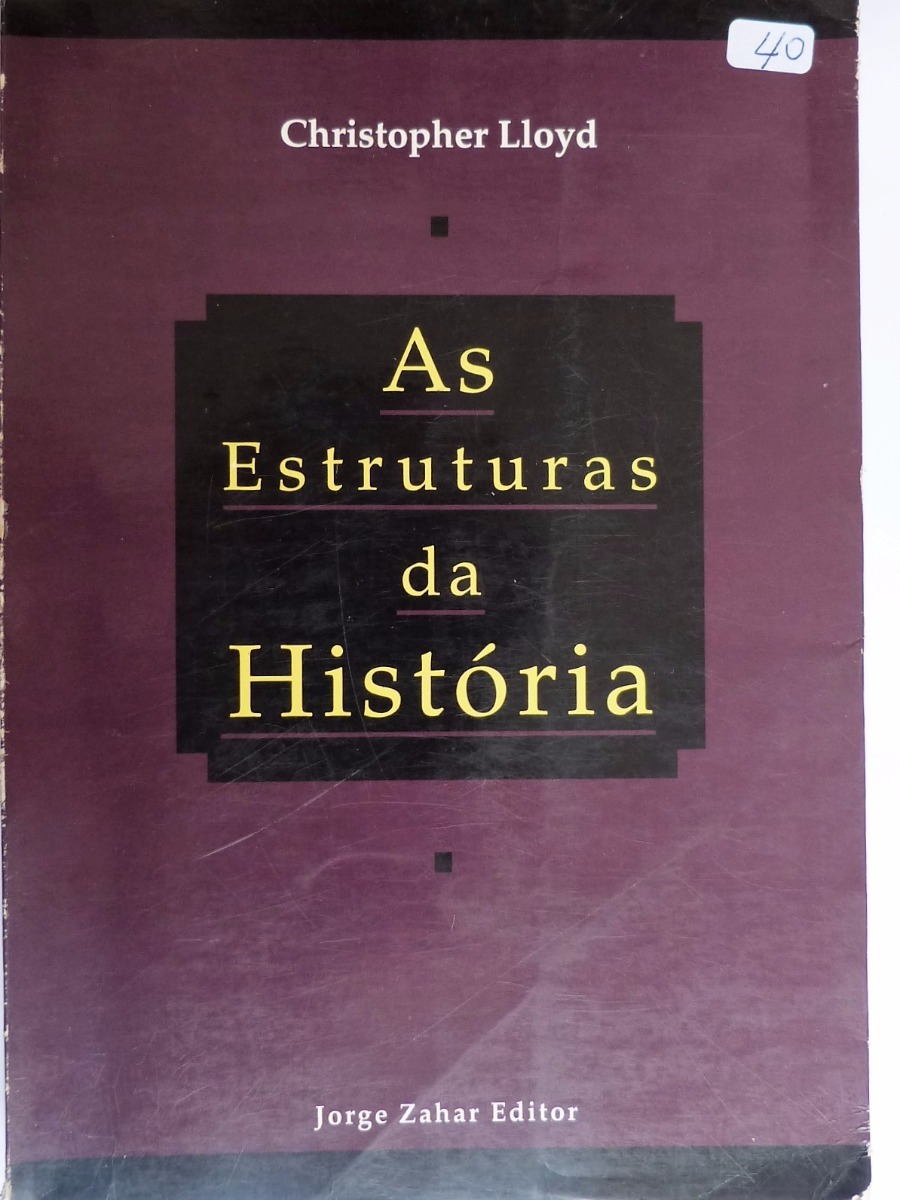 40
Christopher Lloyd
As
Estruturas
da
História
Jorge Zahar Editor